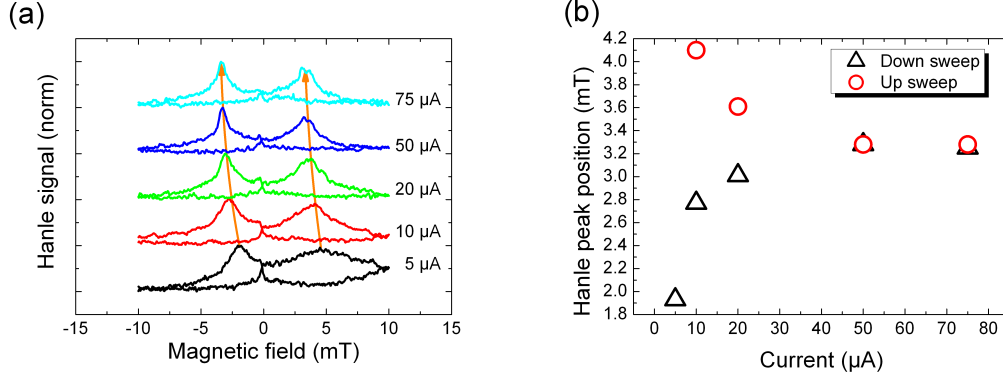 (a)
Hanle signal (norm)
75 µA
50 µA
20 µA
10 µA
5 µA
-15 -10 -5 0 5 10 15
Magnetic field (mT)
(b)
Hanle peak position (mT)
4.2
4.0
3.8
3.6
3.4
3.2
3.0
2.8
2.6
2.4
2.2
2.0
1.8
Down sweep
Up sweep
0 10 20 30 40 50 60 70 80
Current (µA)